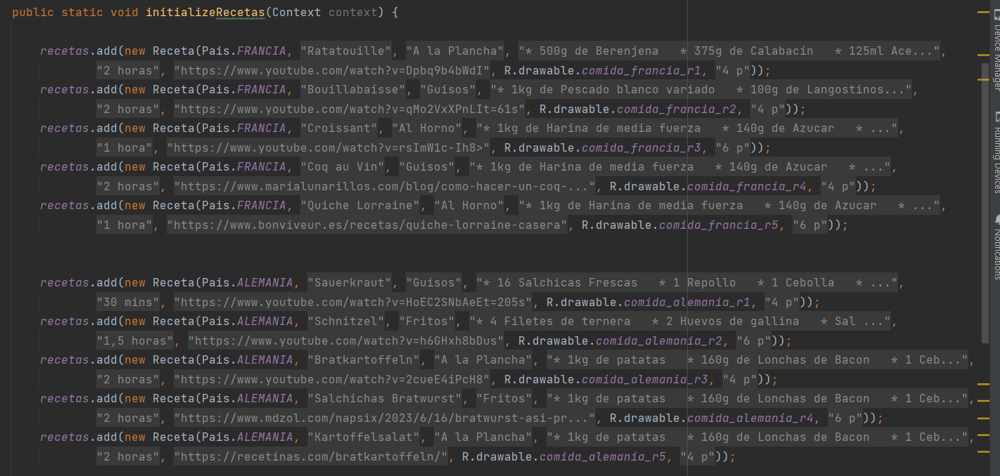 public static void initializeRecetas(Context context) {
recetas.add(new Receta(Pais.FRANCIA, "Ratatouille", "A la Plancha", "* 500g de Berenjena   * 375g de Calabacín   * 125ml Ace...",
"2 horas", "https://www.youtube.com/watch?v=Dpbq9b4bWdI", R.drawable.comida_francia_r1, "4 p"));
recetas.add(new Receta(Pais.FRANCIA, "Bouillabaisse", "Guisos", "* 1kg de Pescado blanco variado   * 100g de Langostinos...",
"2 horas", "https://www.youtube.com/watch?v=qMo2VxXPnLIt=61s", R.drawable.comida_francia_r2, "4 p"));
recetas.add(new Receta(Pais.FRANCIA, "Croissant", "Al Horno", "* 1kg de Harina de media fuerza   * 140g de Azucar   * ...",
"1 hora", "https://www.youtube.com/watch?v=rsImW1c-Ih8>", R.drawable.comida_francia_r3, "6 p"));
recetas.add(new Receta(Pais.FRANCIA, "Coq au Vin", "Guisos", "* 1kg de Harina de media fuerza   * 140g de Azucar   * ...",
"2 horas", "https://www.marialunarillos.com/blog/como-hacer-un-coq-...", R.drawable.comida_francia_r4, "4 p"));
recetas.add(new Receta(Pais.FRANCIA, "Quiche Lorraine", "Al Horno", "* 1kg de Harina de media fuerza   * 140g de Azucar   * ...",
"1 hora", "https://www.bonviveur.es/recetas/quiche-lorraine-casera", R.drawable.comida_francia_r5, "6 p"));
recetas.add(new Receta(Pais.ALEMANIA, "Sauerkraut", "Guisos", "* 16 Salchicas Frescas   * 1 Repollo   * 1 Cebolla   * ...",
"30 mins", "https://www.youtube.com/watch?v=HoEC2SNbAeEt=205s", R.drawable.comida_alemania_r1, "4 p"));
recetas.add(new Receta(Pais.ALEMANIA, "Schnitzel", "Fritos", "* 4 Filetes de ternera   * 2 Huevos de gallina   * Sal ...",
"1,5 horas", "https://www.youtube.com/watch?v=h6GHxh8bDus", R.drawable.comida_alemania_r2, "6 p"));
recetas.add(new Receta(Pais.ALEMANIA, "Bratkartoffeln", "A la Plancha", "* 1kg de patatas   * 160g de Lonchas de Bacon   * 1 Ceb...",
"2 horas", "https://www.youtube.com/watch?v=2cueE4iPcH8", R.drawable.comida_alemania_r3, "4 p"));
recetas.add(new Receta(Pais.ALEMANIA, "Salchichas Bratwurst", "Fritos", "* 1kg de patatas   * 160g de Lonchas de Bacon   * 1 Ceb...",
"2 horas", "https://www.mdzol.com/napsix/2023/6/16/bratwurst-asi-pr...", R.drawable.comida_alemania_r4, "6 p"));
recetas.add(new Receta(Pais.ALEMANIA, "Kartoffelsalat", "A la Plancha", "* 1kg de patatas   * 160g de Lonchas de Bacon   * 1 Ceb...",
"2 horas", "https://recetinas.com/bratkartoffeln/", R.drawable.comida_alemania_r5, "4 p"));
Device Manager
Running Devices
Notifications